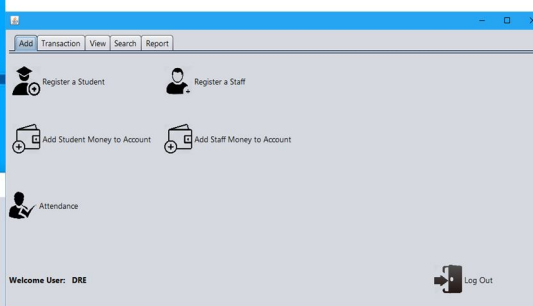 Add Transaction View Search Report
Register a Student Register a Staff
Add Student Money to Account Add Staff Money to Account
Attendance
Welcome User: DRE Log Out